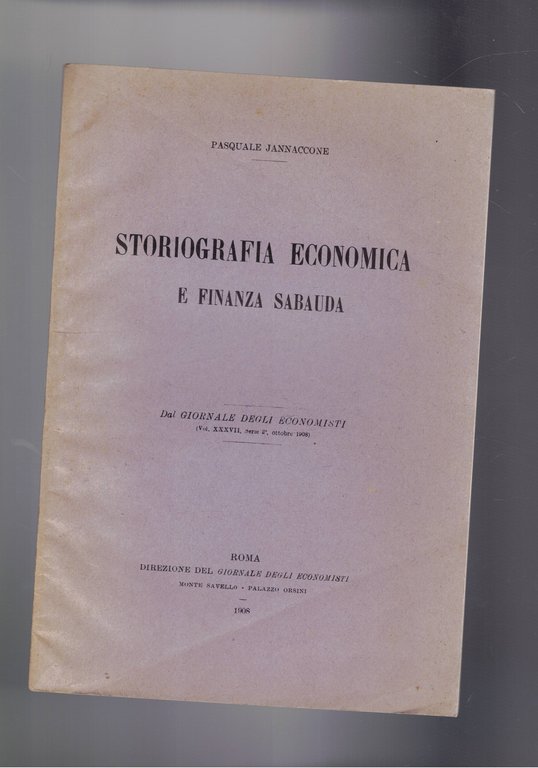 PASQUALE JANNACCONE
STORIOGRAFIA ECONOMICA
E FINANZA SABAUDA
Dal GIORNALE DEGLI ECONOMISTI
(Vol. XXXVII, Serie 2ª, ottobre 1908)
ROMA
DIREZIONE DEL GIORNALE DEGLI ECONOMISTI
MONTE SAVELLO - PALAZZO ORSINI
1908